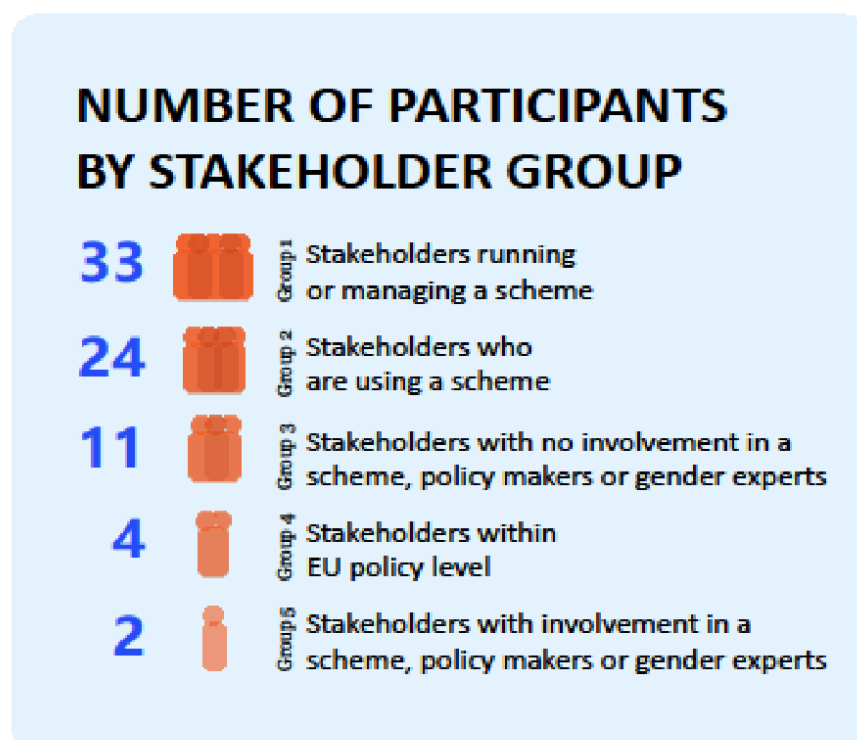 NUMBER OF PARTICIPANTS
BY STAKEHOLDER GROUP
33
Group 1
Stakeholders running
or managing a scheme
24
Group 2
Stakeholders who
are using a scheme
11
Group 3
Stakeholders with no involvement in a
scheme, policy makers or gender experts
4
Group 4
Stakeholders within
EU policy level
2
Group 5
Stakeholders with involvement in a
scheme, policy makers or gender experts